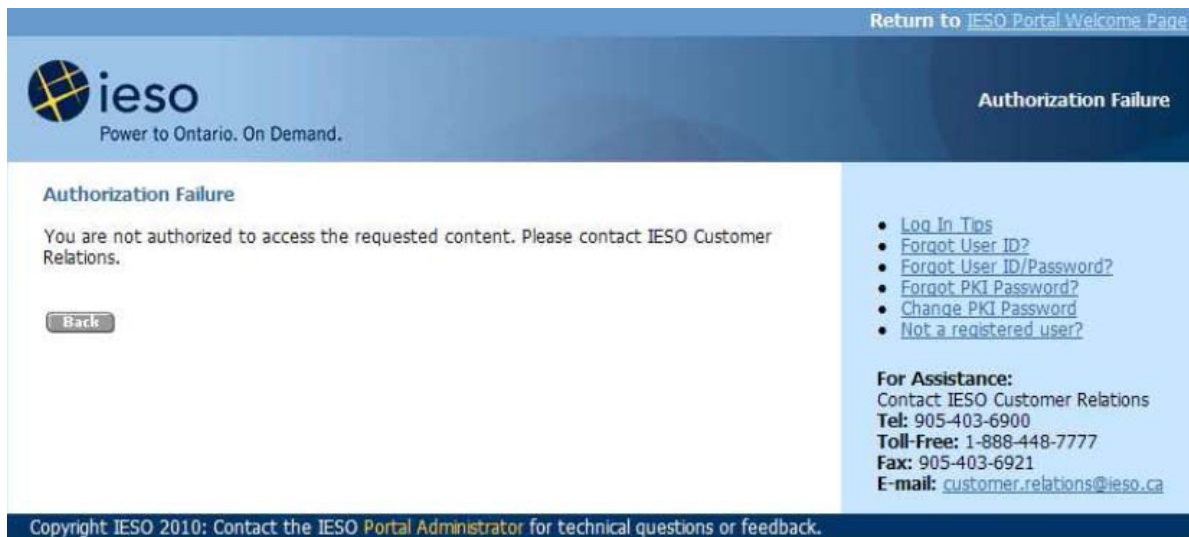 Return to IESO Portal Welcome Page
ieso
Power to Ontario. On Demand.
Authorization Failure
Authorization Failure
You are not authorized to access the requested content. Please contact IESO Customer
Relations.
Back
Log In Tips
Forgot User ID?
Forgot User ID/Password?
Forgot PKI Password?
Change PKI Password
Not a registered user?
For Assistance:
Contact IESO Customer Relations
Tel: 905-403-6900
Toll-Free: 1-888-448-7777
Fax: 905-403-6921
E-mail: customer.relations@ieso.ca
Copyright IESO 2010: Contact the IESO Portal Administrator for technical questions or feedback.